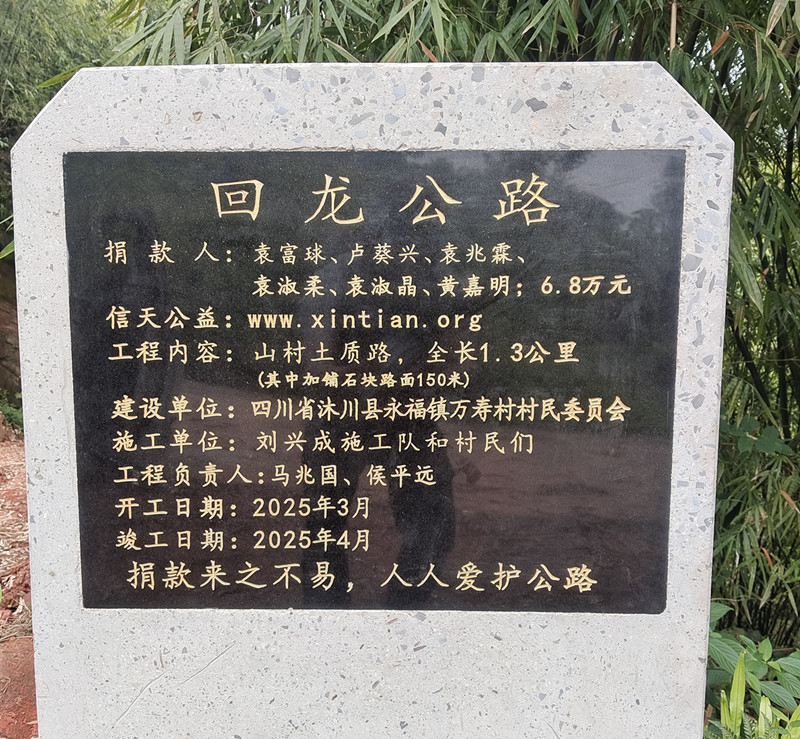 回龙公路
捐款人：袁富球、卢葵兴、袁兆霖、
袁淑柔、袁淑晶、黄嘉明；6.8万元
信天公益：www.xintian.org
工程内容：山村土质路，全长1.3公里
(其中加铺石块路面150米)
建设单位：四川省沐川县永福镇万寿村村民委员会
施工单位：刘兴成施工队和村民们
工程负责人：马兆国、侯平远
开工日期：2025年3月
竣工日期：2025年4月
捐款来之不易，人人爱护公路